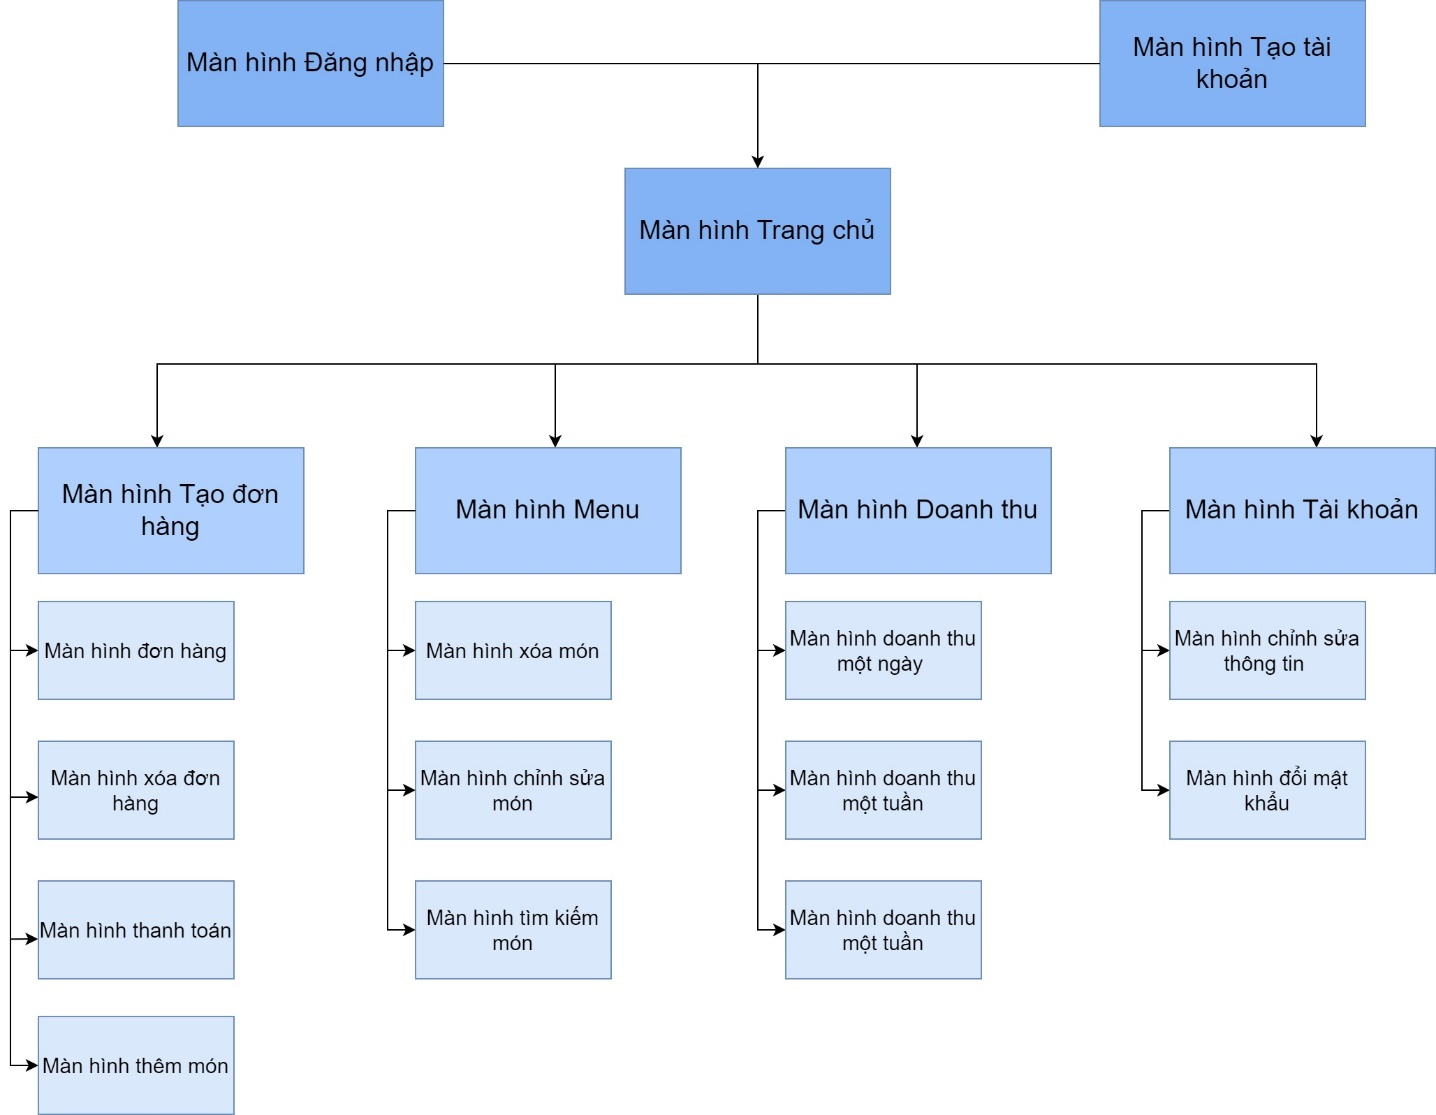 Màn hình Đăng nhập
Màn hình Tạo tài
khoản
Màn hình Trang chủ
Màn hình Tạo đơn
hàng
Màn hình Menu
Màn hình Doanh thu
Màn hình Tài khoản
Màn hình đơn hàng
Màn hình xóa món
Màn hình doanh thu
một ngày
Màn hình chỉnh sửa
thông tin
Màn hình xóa đơn
hàng
Màn hình chỉnh sửa
món
Màn hình doanh thu
một tuần
Màn hình đổi mật
khẩu
Màn hình thanh toán
Màn hình tìm kiếm
món
Màn hình doanh thu
một tuần
Màn hình thêm món